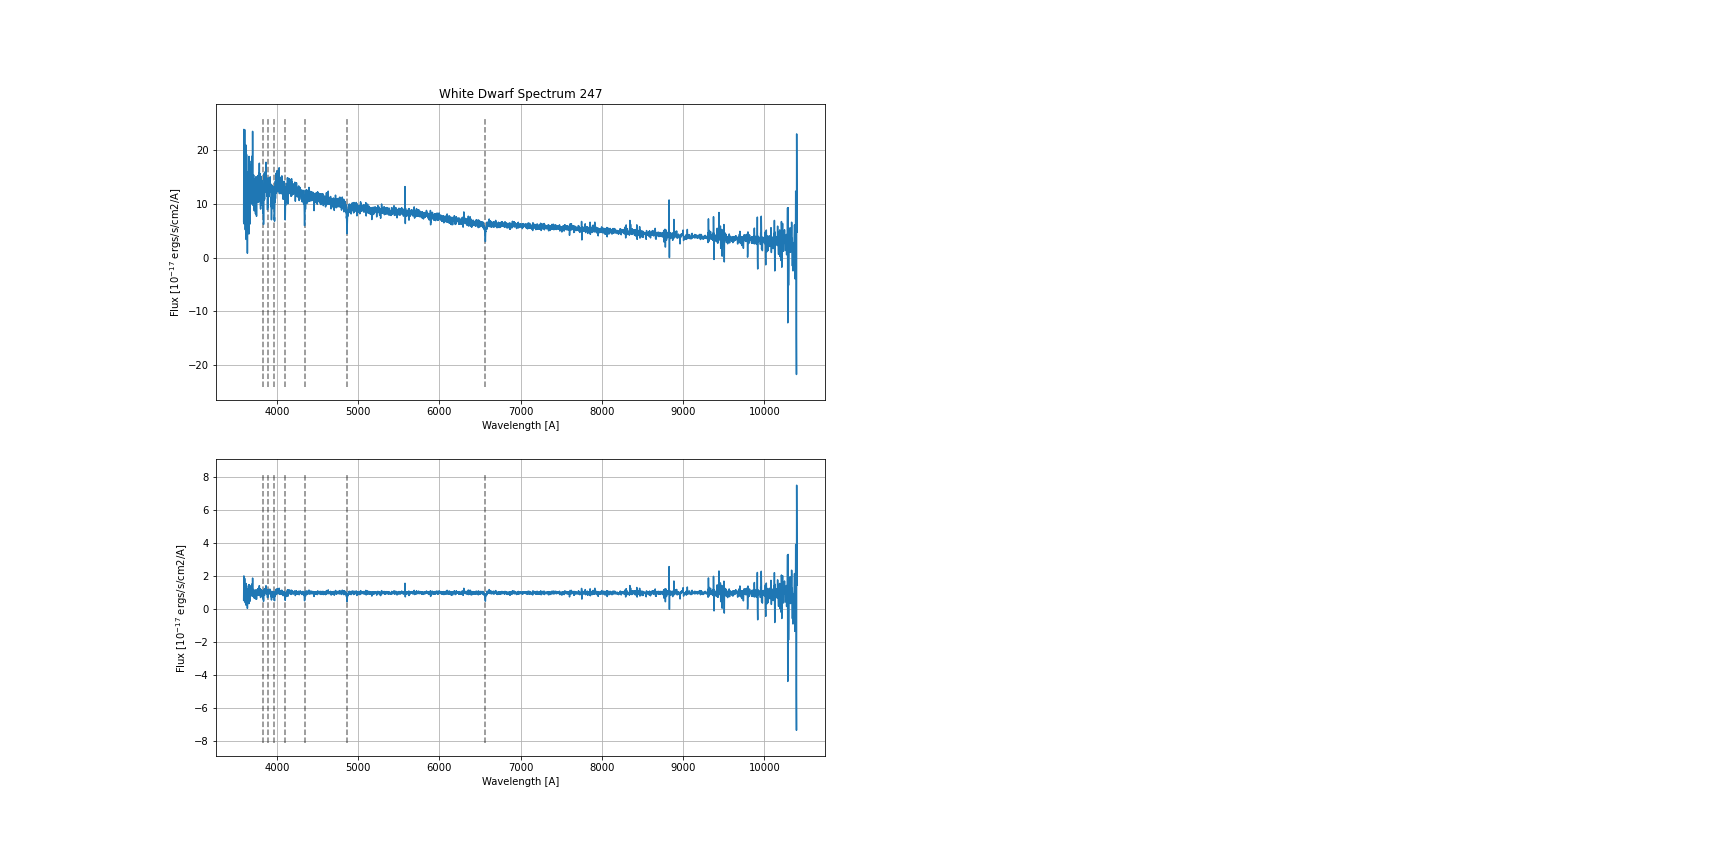 White Dwarf Spectrum 247
Flux [10⁻¹⁷ ergs/s/cm2/A]
20
10
0
−10
−20
4000 5000 6000 7000 8000 9000 10000
Wavelength [A]
Flux [10⁻¹⁷ ergs/s/cm2/A]
8
6
4
2
0
−2
−4
−6
−8
4000 5000 6000 7000 8000 9000 10000
Wavelength [A]